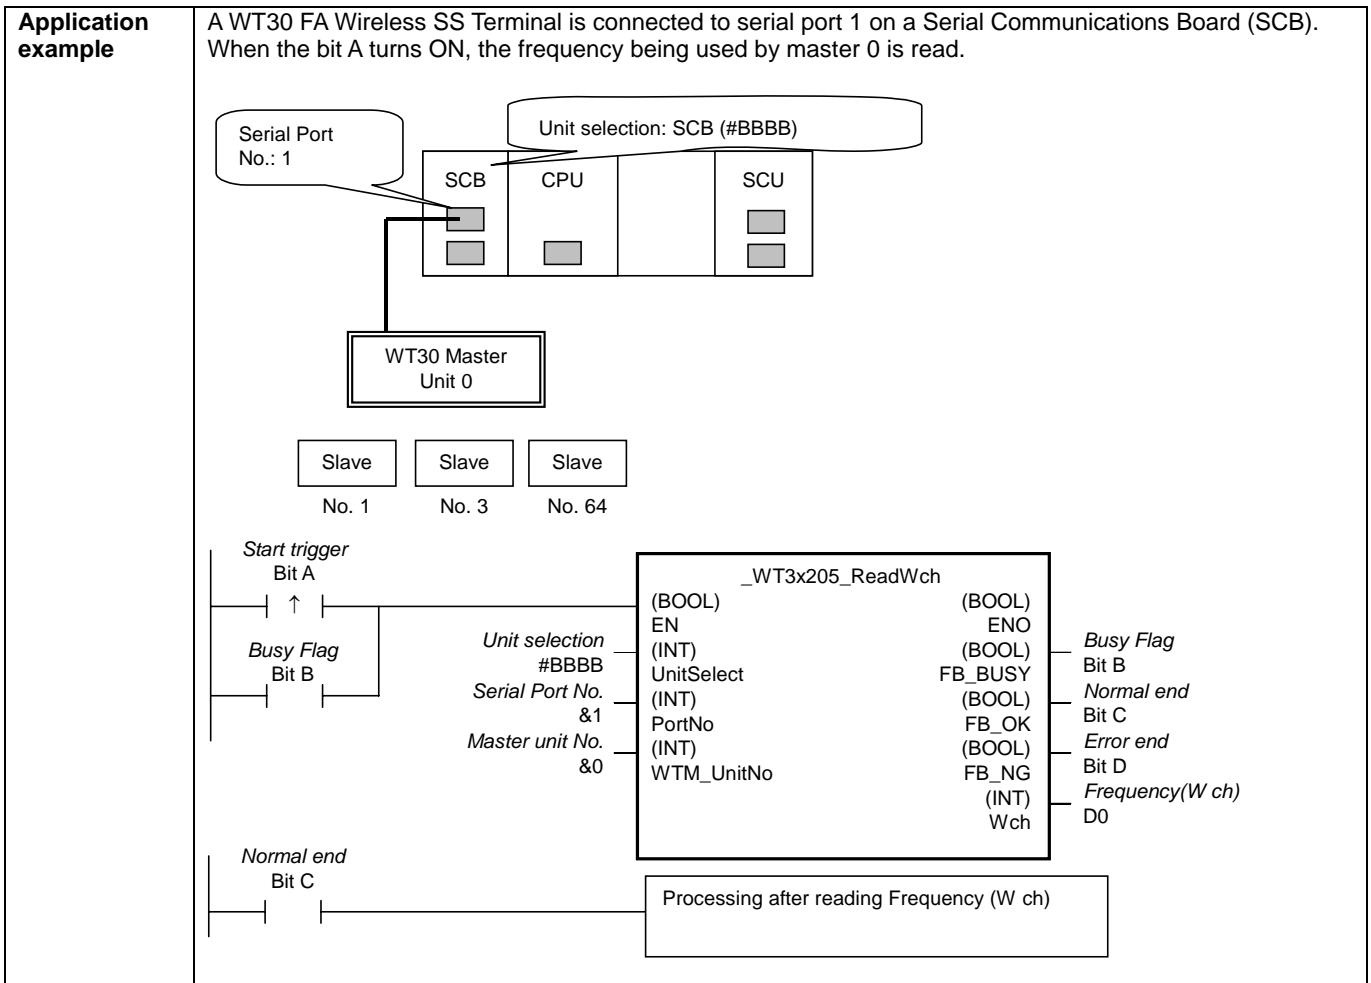 Application
example
A WT30 FA Wireless SS Terminal is connected to serial port 1 on a Serial Communications Board (SCB).
When the bit A turns ON, the frequency being used by master 0 is read.
Serial Port
No.: 1
Unit selection: SCB (#BBBB)
SCB
CPU
SCU
WT30 Master
Unit 0
Slave
Slave
Slave
No. 1
No. 3
No. 64
Start trigger
Bit A
↑
Busy Flag
Bit B
Unit selection
#BBBB
Serial Port No.
&1
Master unit No.
&0
_WT3x205_ReadWch
(BOOL)
EN
(INT)
UnitSelect
(INT)
PortNo
(INT)
WTM_UnitNo
(BOOL)
ENO
(BOOL)
FB_BUSY
(BOOL)
FB_OK
(BOOL)
FB_NG
(INT)
Wch
Busy Flag
Bit B
Normal end
Bit C
Error end
Bit D
Frequency(W ch)
D0
Normal end
Bit C
Processing after reading Frequency (W ch)